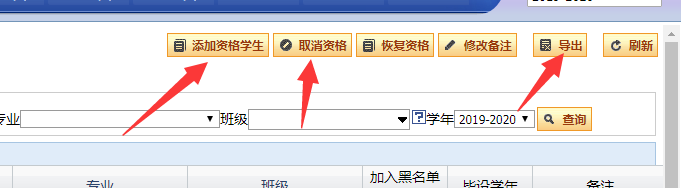 添加资格学生 取消资格 恢复资格 修改备注 导出 刷新
专业 班级 ? 学年 2019-2020 查询
专业 班级 加入黑名单 毕设学年 备注